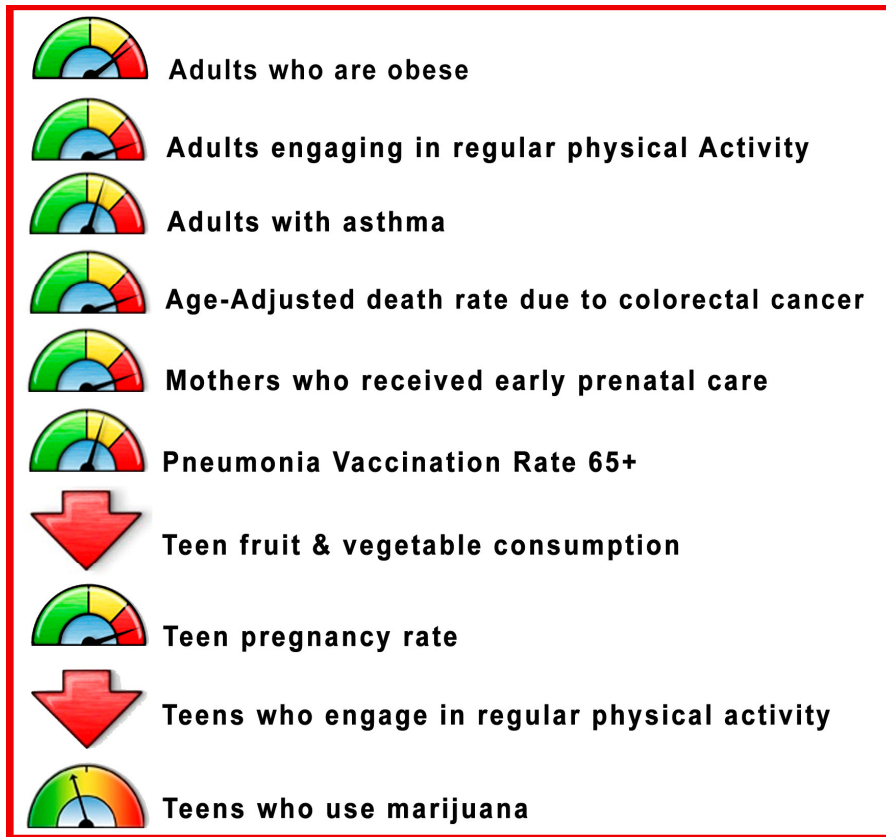 Adults who are obese
Adults engaging in regular physical Activity
Adults with asthma
Age-Adjusted death rate due to colorectal cancer
Mothers who received early prenatal care
Pneumonia Vaccination Rate 65+
Teen fruit & vegetable consumption
Teen pregnancy rate
Teens who engage in regular physical activity
Teens who use marijuana